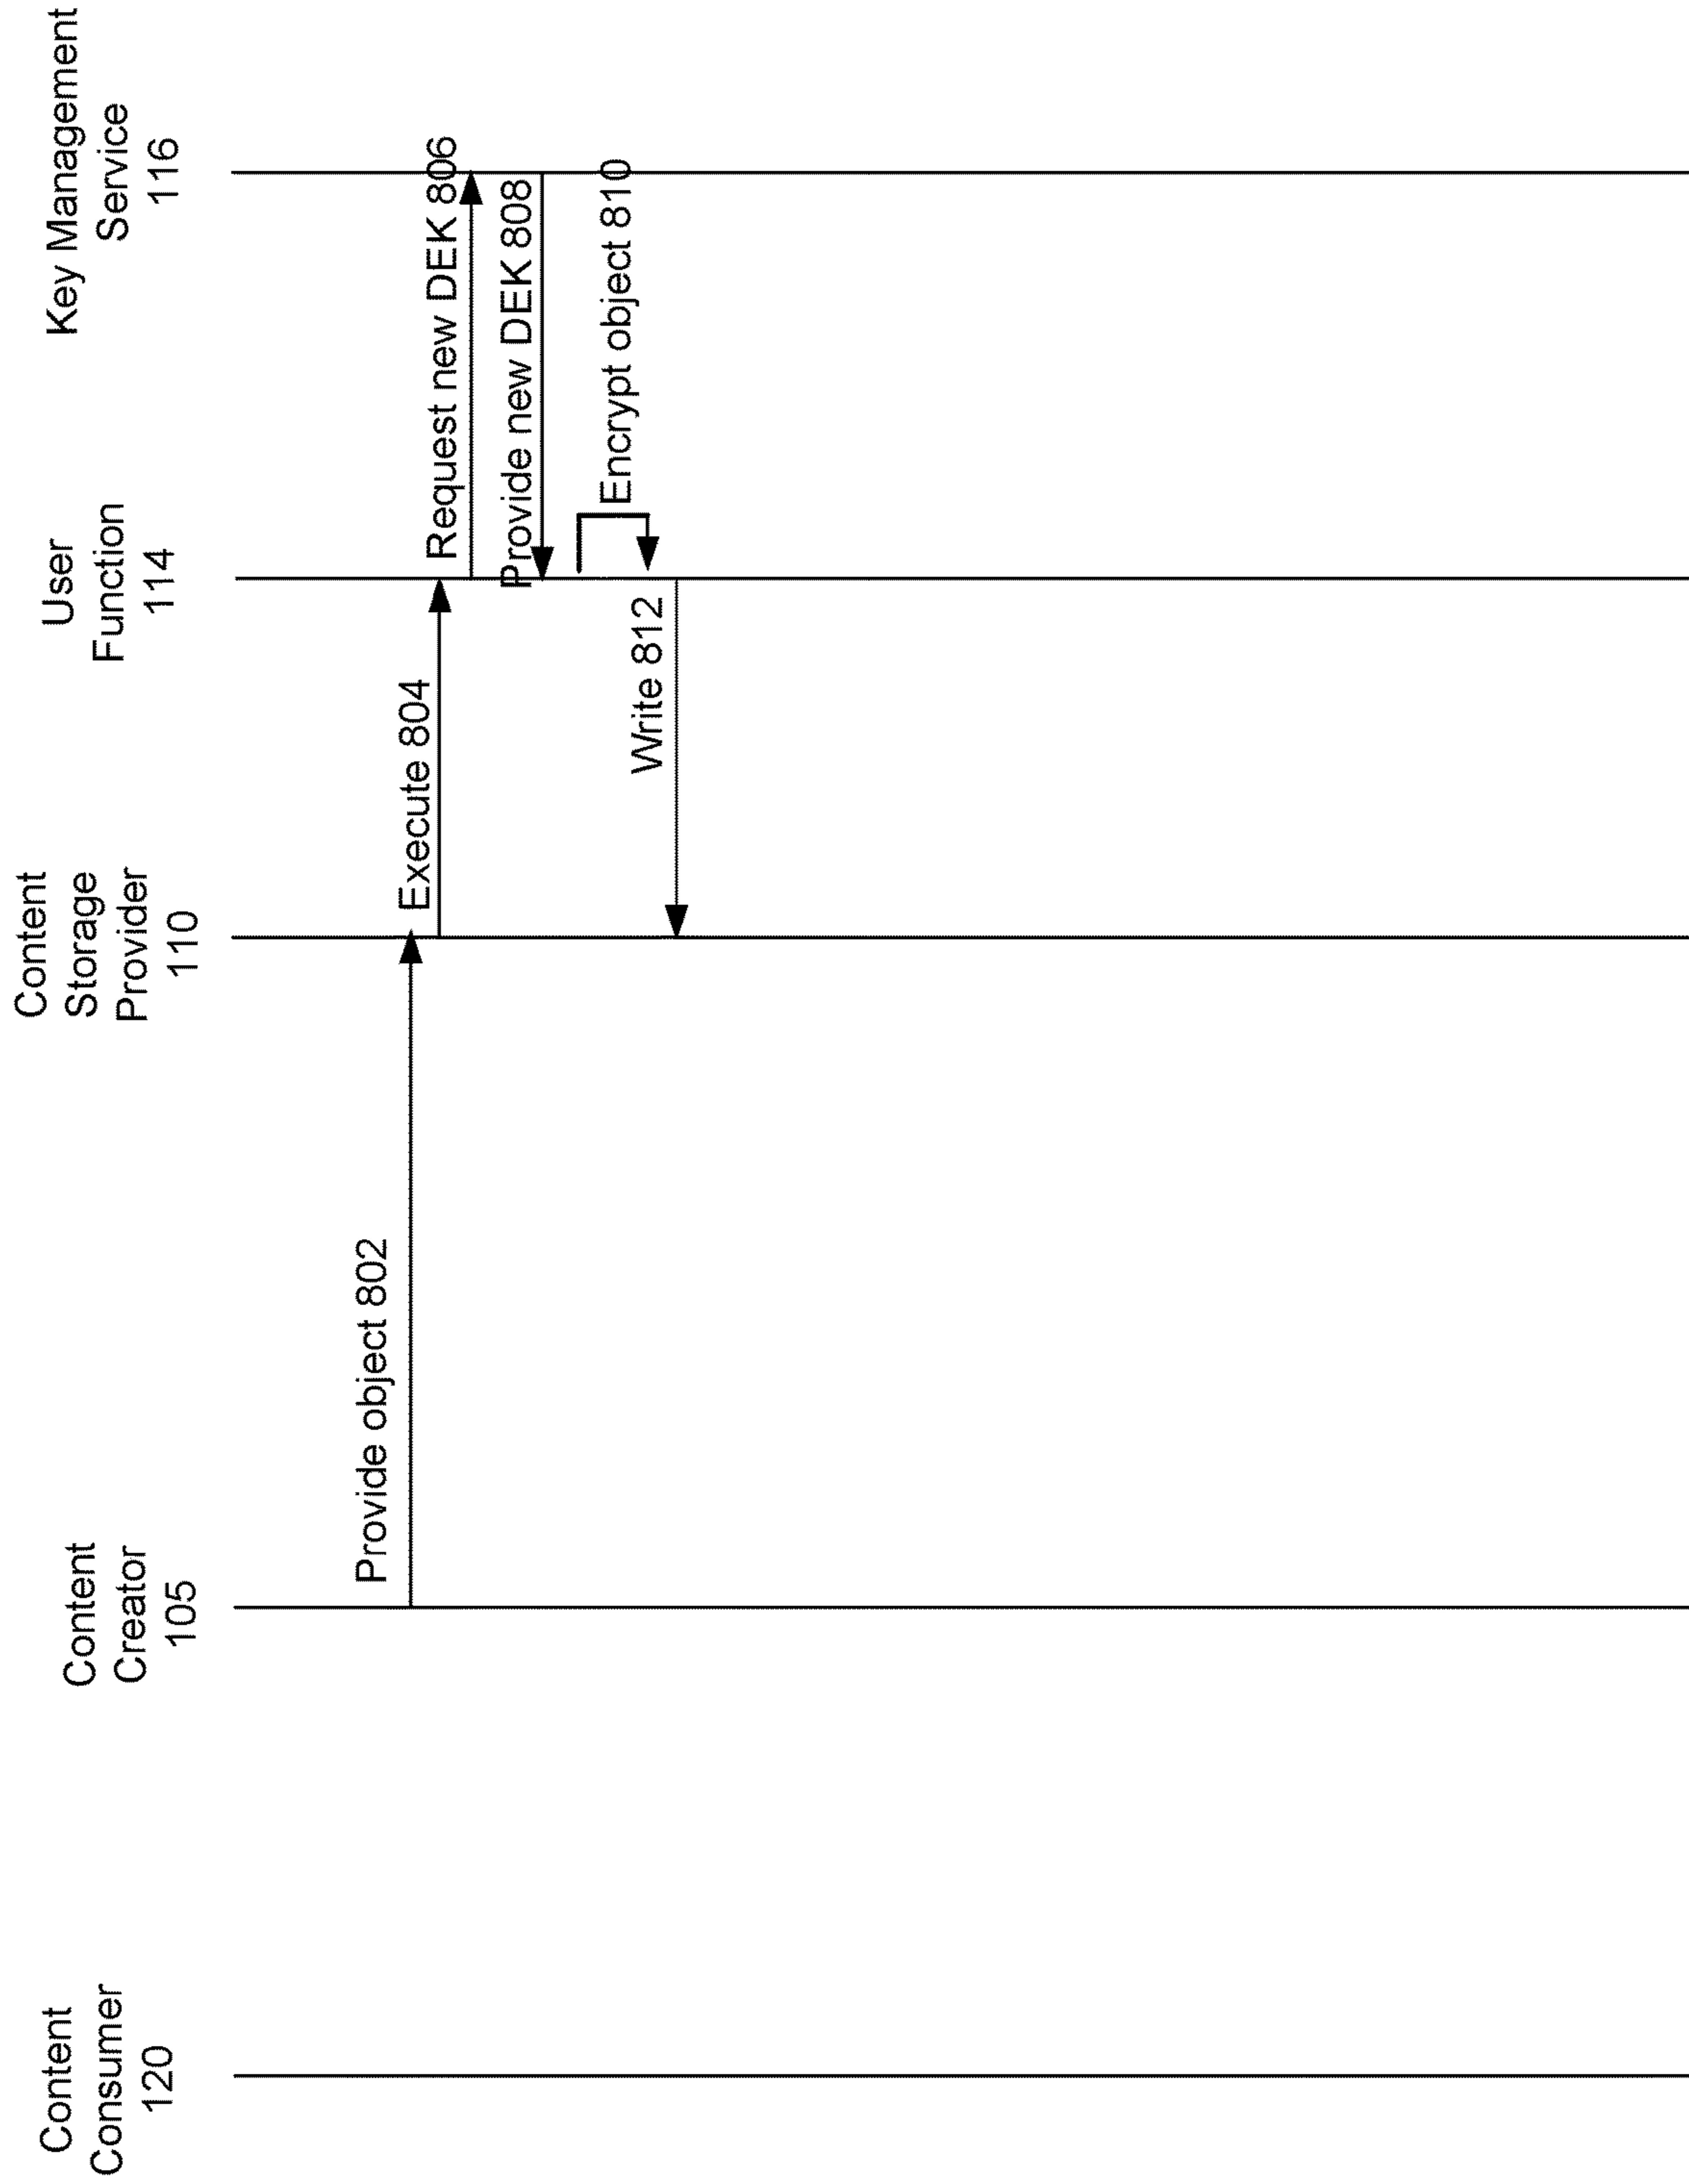 Content
Consumer
120
Content
Creator
105
Content
Storage
Provider
110
User
Function
114
Key Management
Service
116
Provide object 802
Execute 804
Request new DEK 806
Provide new DEK 808
Encrypt object 810
Write 812